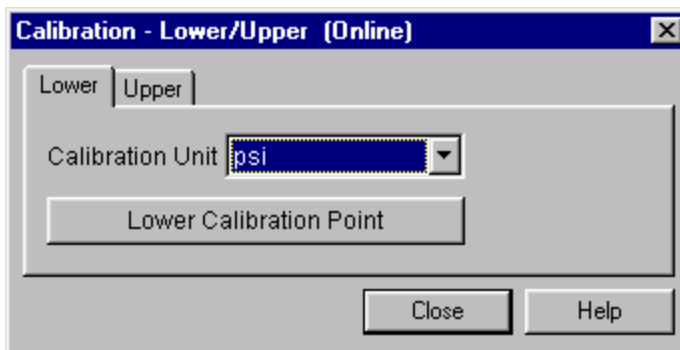 Calibration - Lower/Upper (Online)
Lower Upper
Calibration Unit psi
Lower Calibration Point
Close Help